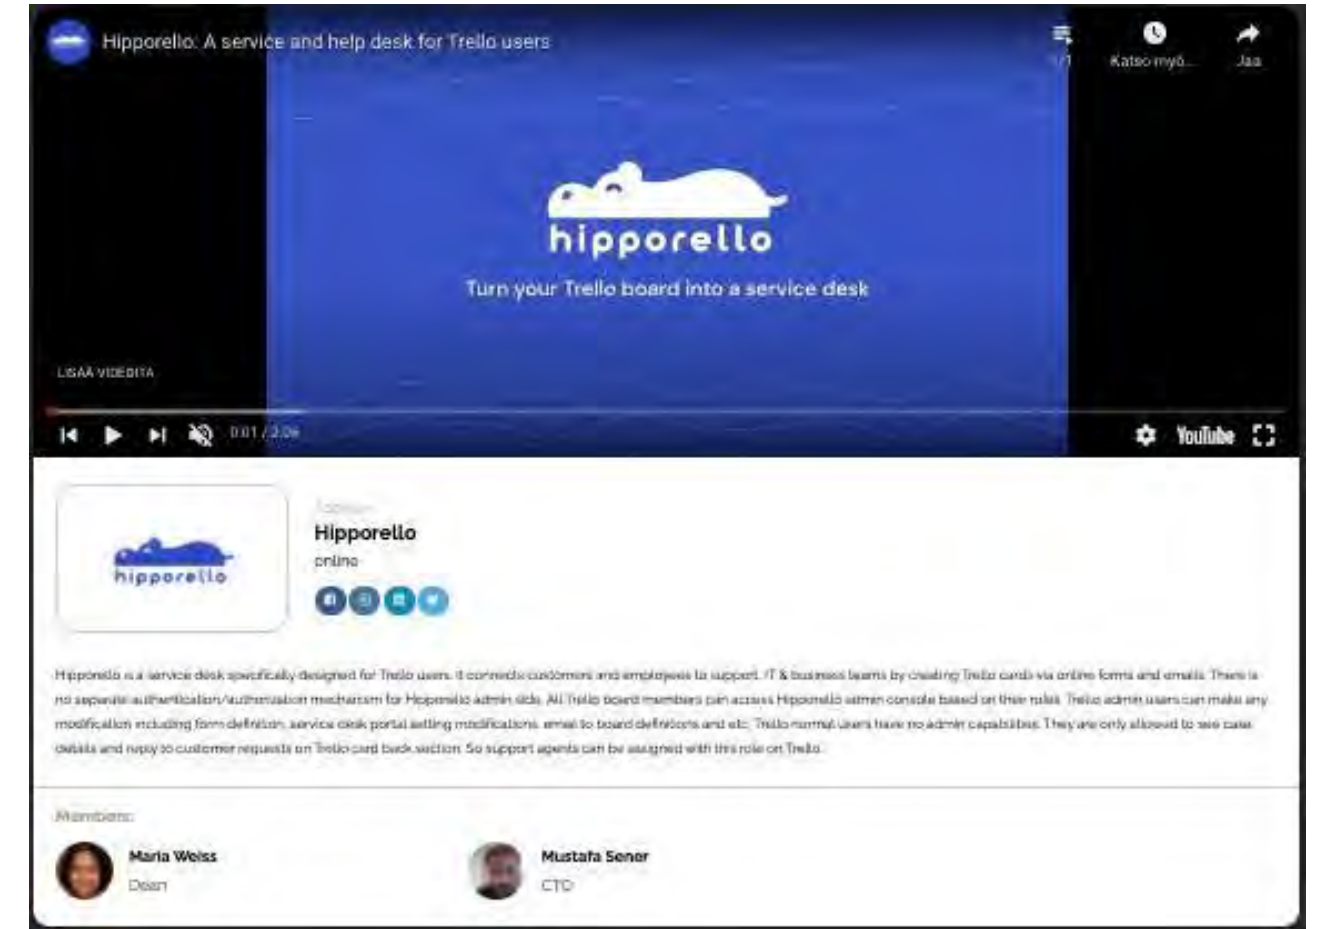 Hipporello: A service and help desk for Trello users
1/1
Katso myö...
Jaa
hipporello
Turn your Trello board into a service desk
LISÄÄ VIDEOITA
0:01 / 2:06
YouTube
hipporello
Hipporello
online
Hipporello is a service desk specifically designed for Trello users. It connects customers and employees to support, IT & business teams by creating Trello cards via online forms and emails. There is
no separate authentication/authorization mechanism for Hipporello admin side. All Trello board members can access Hipporello admin console based on their roles. Trello admin users can make any
modification including form definition, service desk portal setting modifications, email to board definitions and etc. Trello normal users have no admin capabilities. They are only allowed to see case
details and reply to customer requests on Trello card back section. So support agents can be assigned with this role on Trello.
Members:
Maria Weiss
Dean
Mustafa Sener
CTO